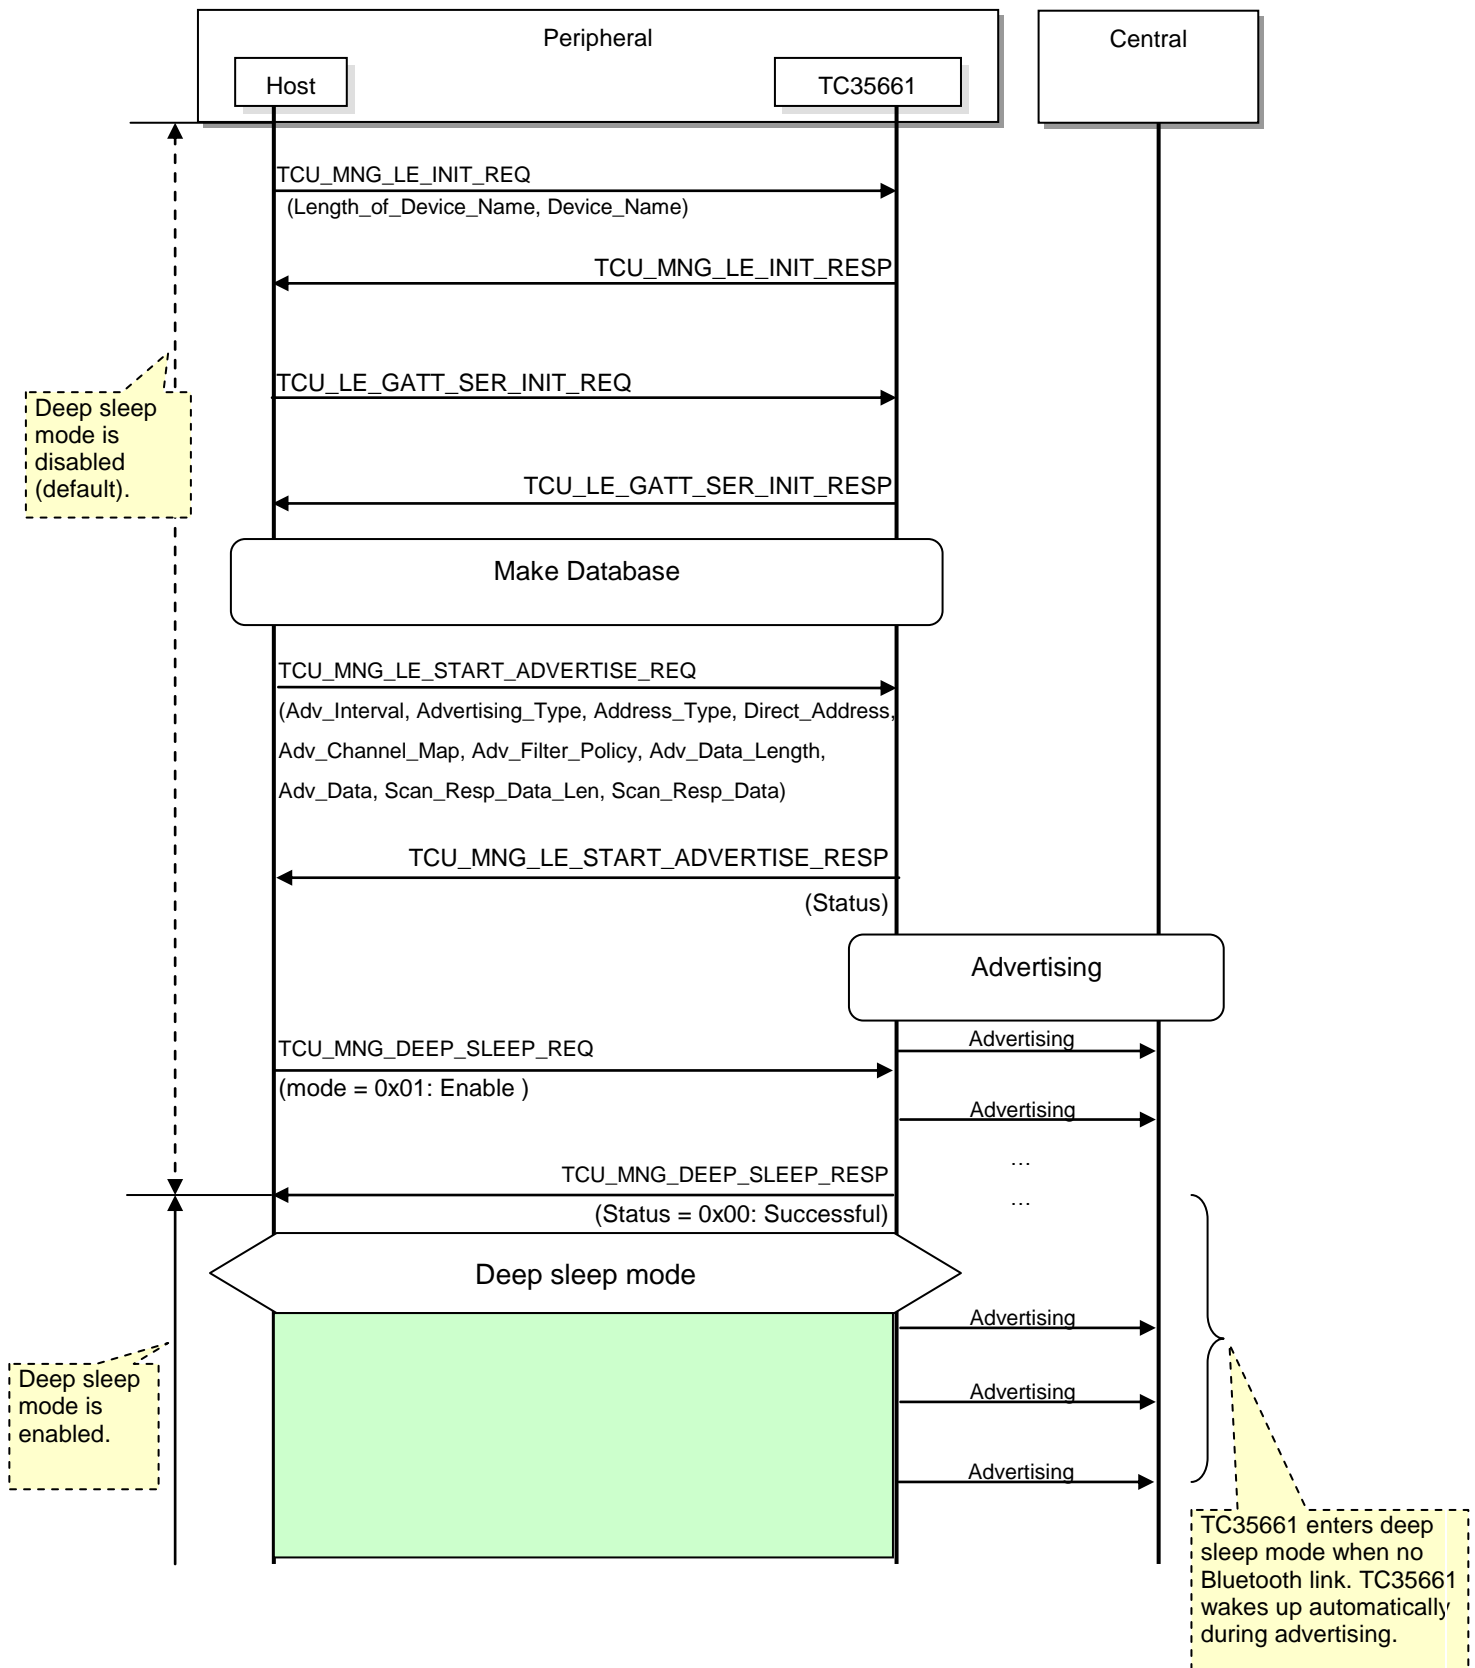 Peripheral
Central
Host
TC35661
TCU_MNG_LE_INIT_REQ
(Length_of_Device_Name, Device_Name)
TCU_MNG_LE_INIT_RESP
TCU_LE_GATT_SER_INIT_REQ
Deep sleep
mode is
disabled
(default).
TCU_LE_GATT_SER_INIT_RESP
Make Database
TCU_MNG_LE_START_ADVERTISE_REQ
(Adv_Interval, Advertising_Type, Address_Type, Direct_Address,
Adv_Channel_Map, Adv_Filter_Policy, Adv_Data_Length,
Adv_Data, Scan_Resp_Data_Len, Scan_Resp_Data)
TCU_MNG_LE_START_ADVERTISE_RESP
(Status)
Advertising
Advertising
TCU_MNG_DEEP_SLEEP_REQ
(mode = 0x01: Enable )
Advertising
…
TCU_MNG_DEEP_SLEEP_RESP
…
(Status = 0x00: Successful)
Deep sleep mode
Advertising
Deep sleep
mode is
enabled.
Advertising
Advertising
TC35661 enters deep
sleep mode when no
Bluetooth link. TC35661
wakes up automatically
during advertising.